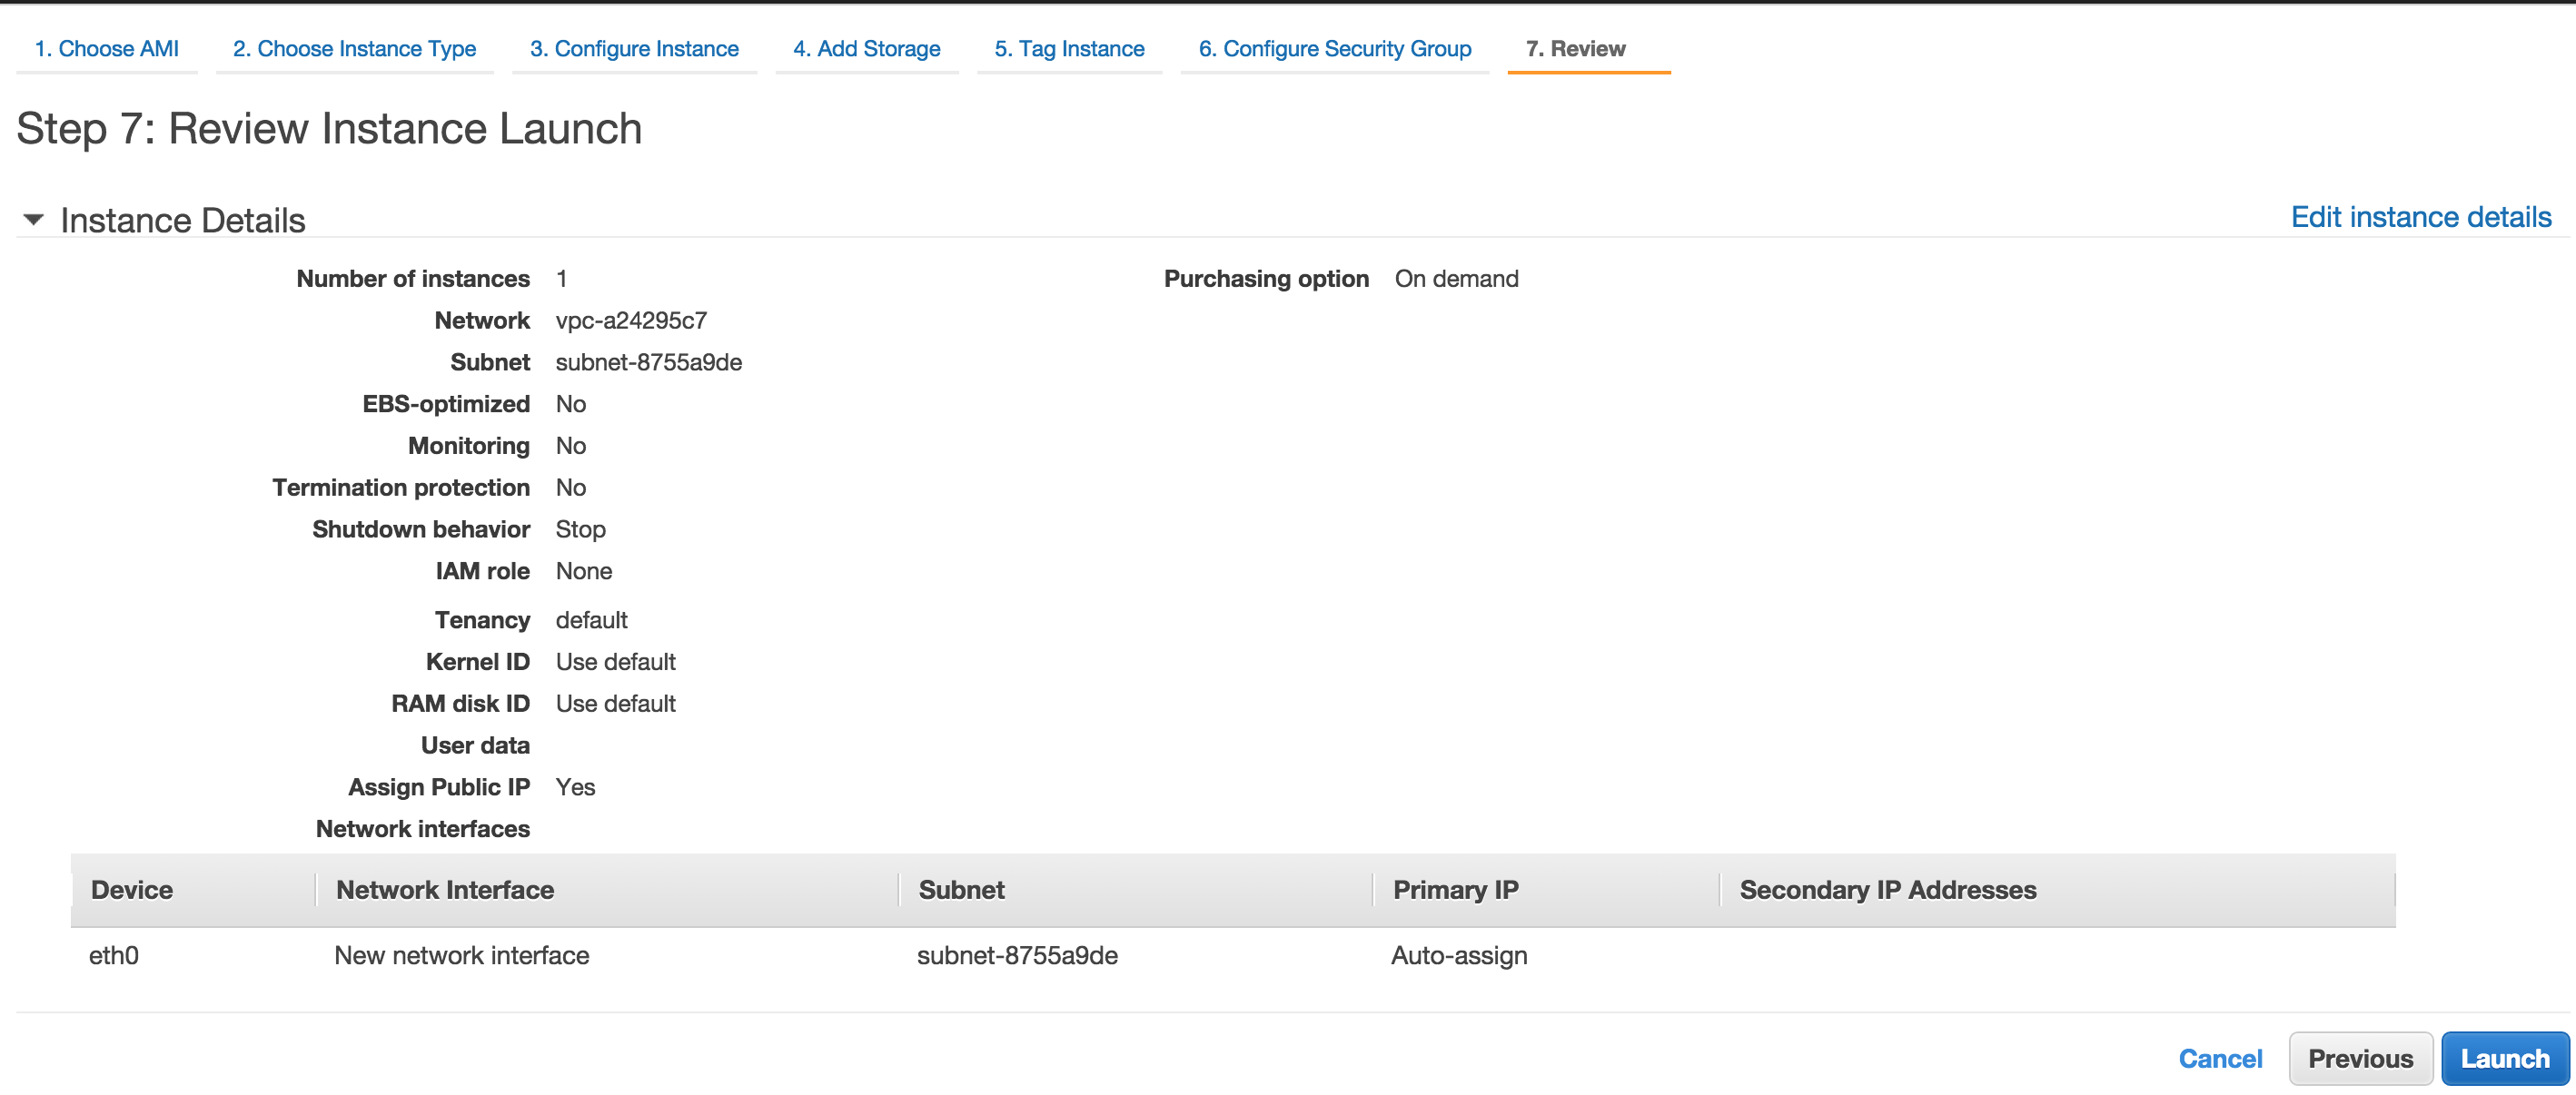 1. Choose AMI 2. Choose Instance Type 3. Configure Instance 4. Add Storage 5. Tag Instance 6. Configure Security Group 7. Review
Step 7: Review Instance Launch
Instance Details Edit instance details
Number of instances 1 Purchasing option On demand
Network vpc-a24295c7
Subnet subnet-8755a9de
EBS-optimized No
Monitoring No
Termination protection No
Shutdown behavior Stop
IAM role None
Tenancy default
Kernel ID Use default
RAM disk ID Use default
User data
Assign Public IP Yes
Network interfaces
Device Network Interface Subnet Primary IP Secondary IP Addresses
eth0 New network interface subnet-8755a9de Auto-assign
Cancel Previous Launch